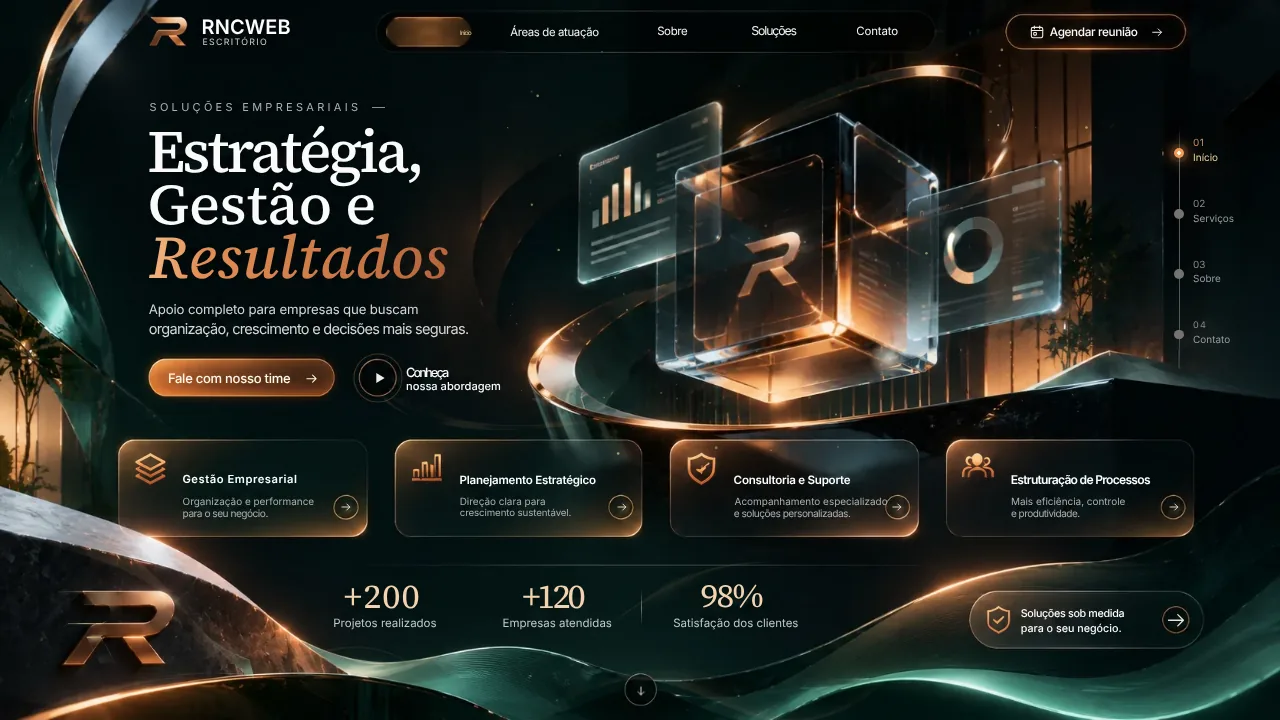 RNCWEB
ESCRITÓRIO
Início
Áreas de atuação
Sobre
Soluções
Contato
Agendar reunião
SOLUÇÕES EMPRESARIAIS —
Estratégia,
Gestão e
Resultados
Apoio completo para empresas que buscam
organização, crescimento e decisões mais seguras.
Fale com nosso time
Conheça
nossa abordagem
01
Início
02
Serviços
03
Sobre
04
Contato
Gestão Empresarial
Organização e performance
para o seu negócio.
Planejamento Estratégico
Direção clara para
crescimento sustentável.
Consultoria e Suporte
Acompanhamento especializado
e soluções personalizadas.
Estruturação de Processos
Mais eficiência, controle
e produtividade.
+200
Projetos realizados
+120
Empresas atendidas
98%
Satisfação dos clientes
Soluções sob medida
para o seu negócio.